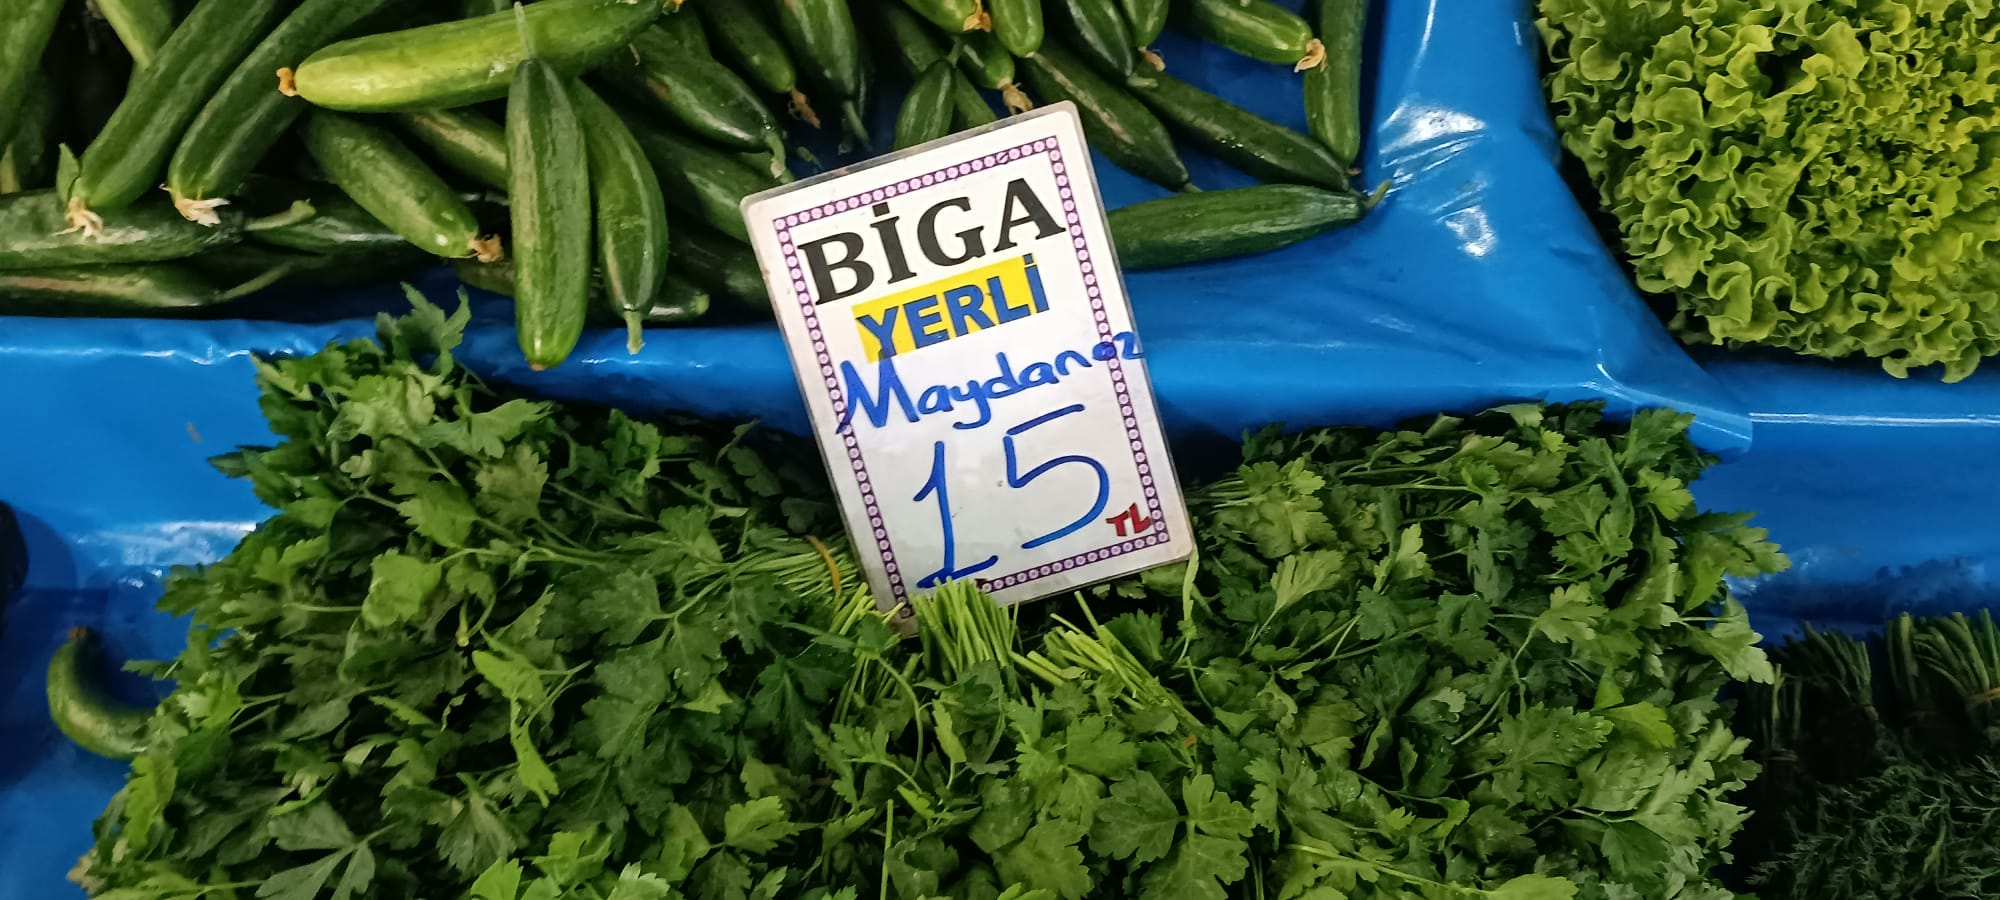 BİGA
YERLİ
Maydanoz
15
TL